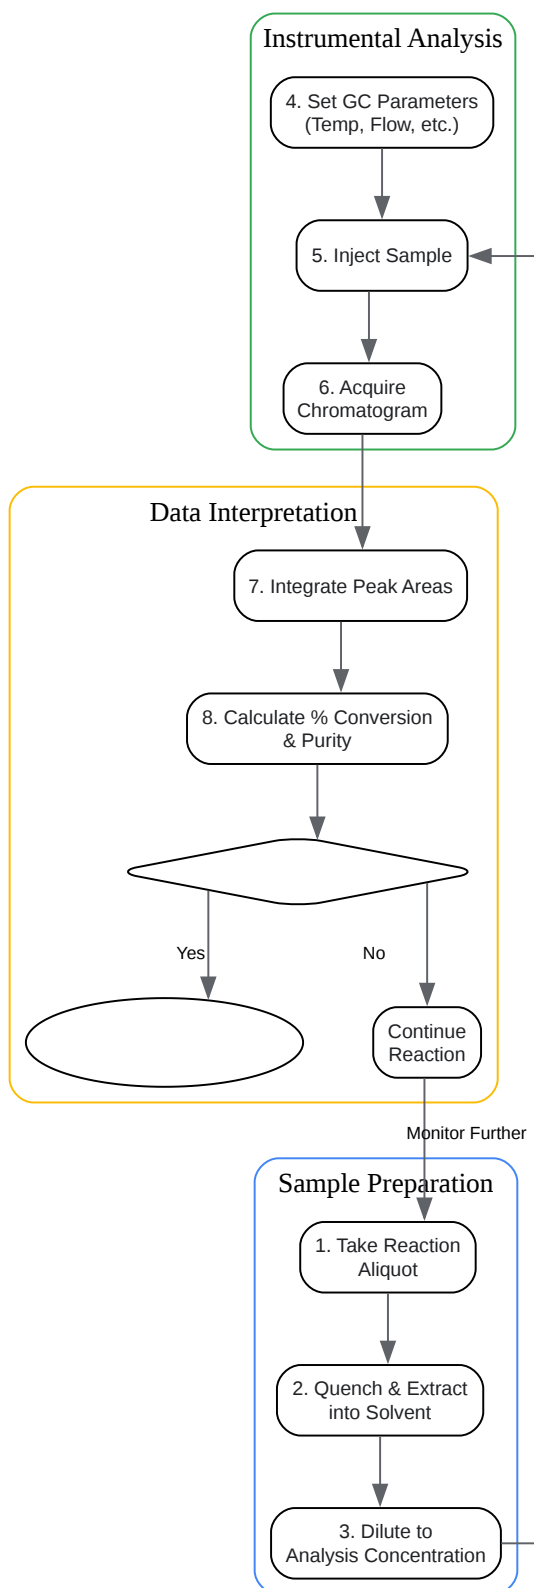 Instrumental Analysis
4. Set GC Parameters
(Temp, Flow, etc.)
5. Inject Sample
6. Acquire
Chromatogram
Data Interpretation
7. Integrate Peak Areas
8. Calculate % Conversion
& Purity
Yes
No
Continue
Reaction
Monitor Further
Sample Preparation
1. Take Reaction
Aliquot
2. Quench & Extract
into Solvent
3. Dilute to
Analysis Concentration